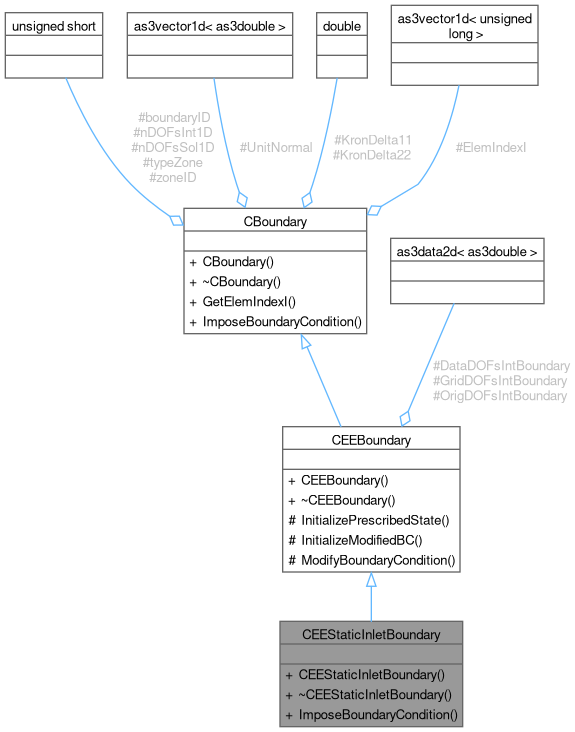 unsigned short
as3vector1d< as3double >
double
as3vector1d< unsigned
long >
#boundaryID
#nDOFsInt1D
#nDOFsSol1D
#typeZone
#zoneID
#UnitNormal
#KronDelta11
#KronDelta22
#ElemIndexI
CBoundary
+ CBoundary()
+ ~CBoundary()
+ GetElemIndexI()
+ ImposeBoundaryCondition()
as3data2d< as3double >
#DataDOFsIntBoundary
#GridDOFsIntBoundary
#OrigDOFsIntBoundary
CEEBoundary
+ CEEBoundary()
+ ~CEEBoundary()
# InitializePrescribedState()
# InitializeModifiedBC()
# ModifyBoundaryCondition()
CEEStaticInletBoundary
+ CEEStaticInletBoundary()
+ ~CEEStaticInletBoundary()
+ ImposeBoundaryCondition()